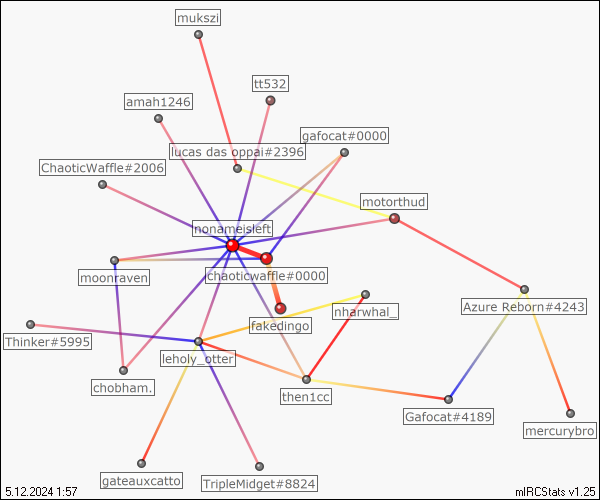 mukszi
tt532
amah1246
gafocat#0000
lucas das oppai#2396
ChaoticWaffle#2006
motorthud
nonameisleft
moonraven
chaoticwaffle#0000
Azure Reborn#4243
nharwhal_
fakedingo
Thinker#5995
leholy_otter
chobham.
then1cc
Gafocat#4189
mercurybro
gateauxcatto
TripleMidget#8824
5.12.2024 1:57
mIRCStats v1.25